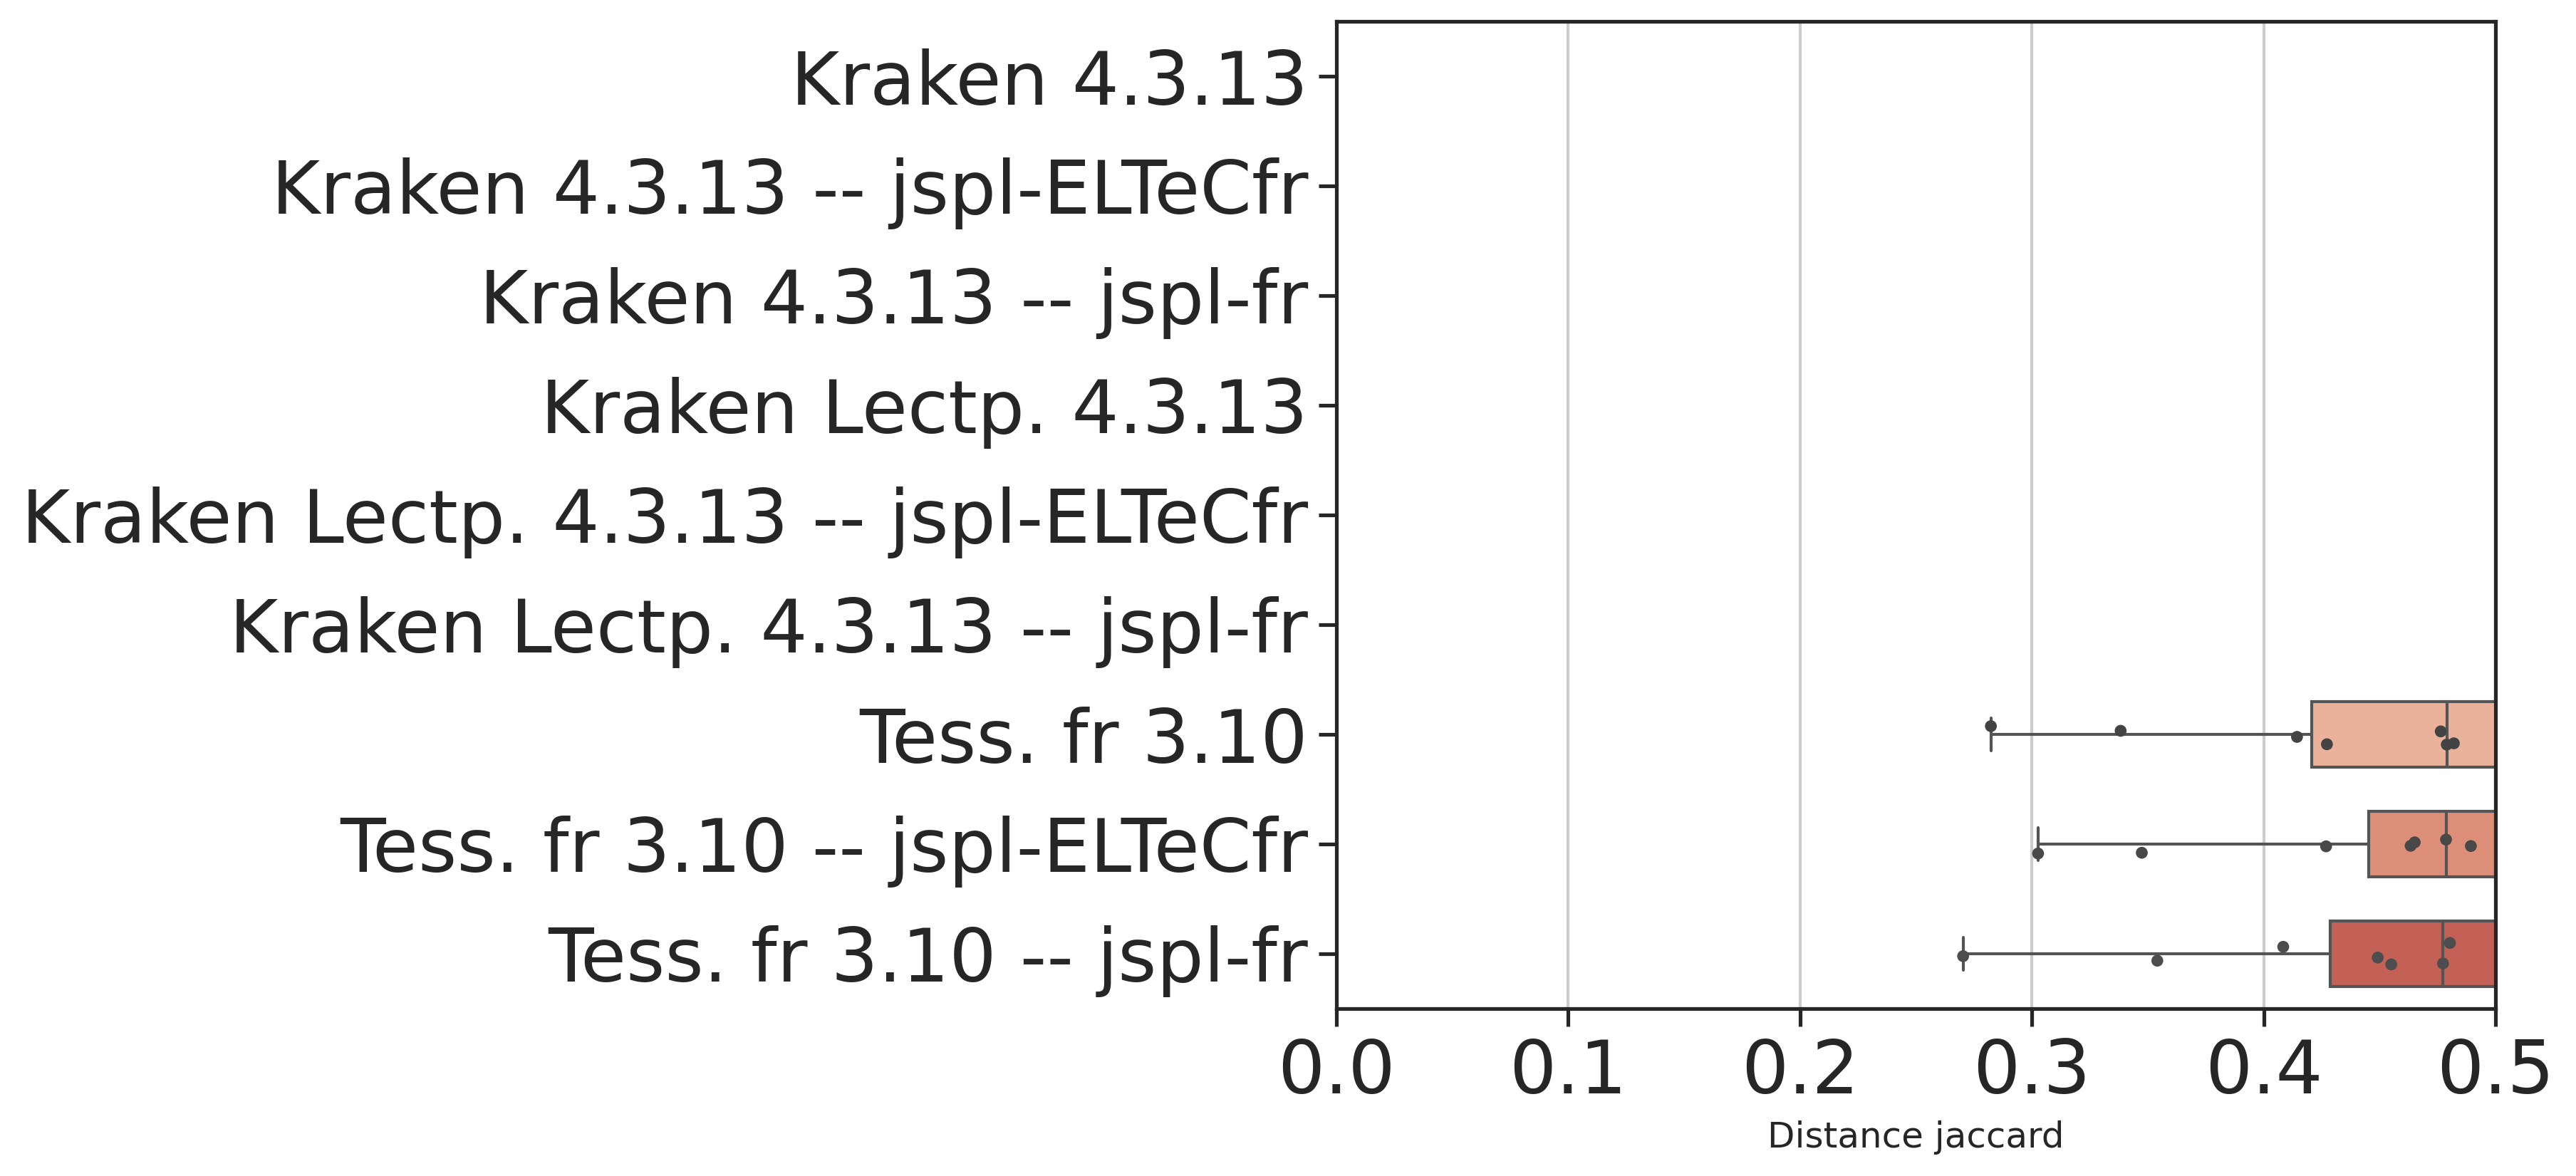 Kraken 4.3.13
Kraken 4.3.13 -- jspl-ELTeCfr
Kraken 4.3.13 -- jspl-fr
Kraken Lectp. 4.3.13
Kraken Lectp. 4.3.13 -- jspl-ELTeCfr
Kraken Lectp. 4.3.13 -- jspl-fr
Tess. fr 3.10
Tess. fr 3.10 -- jspl-ELTeCfr
Tess. fr 3.10 -- jspl-fr
0.0 0.1 0.2 0.3 0.4 0.5
Distance jaccard